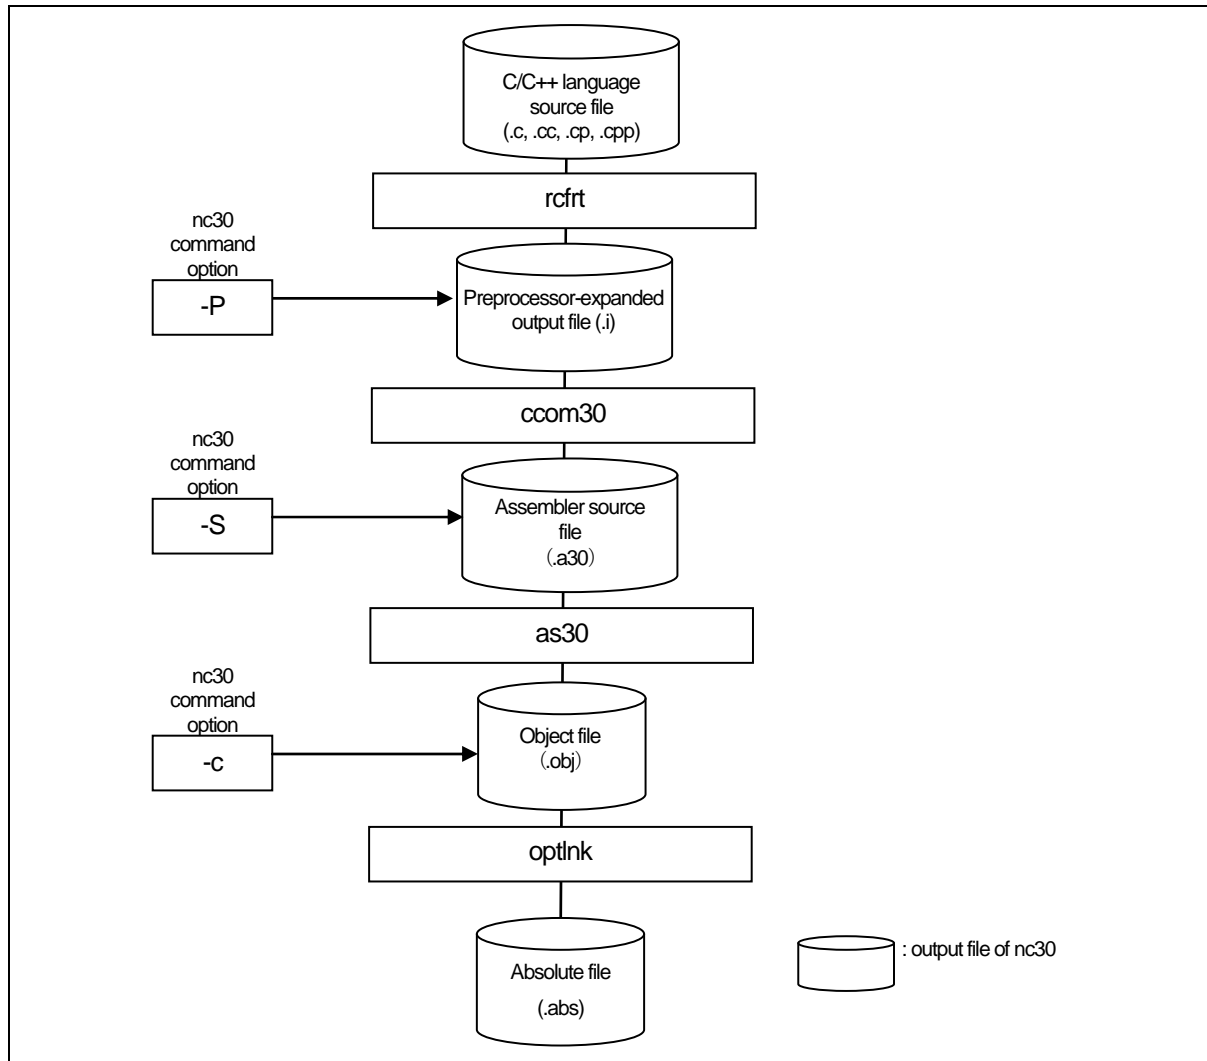 C/C++ language
source file
(.c, .cc, .cp, .cpp)
rcfrt
nc30
command
option
-P
Preprocessor-expanded
output file (.i)
ccom30
nc30
command
option
-S
Assembler source
file
（.a30）
as30
nc30
command
option
-c
Object file
（.obj）
optlnk
Absolute file
(.abs)
: output file of nc30